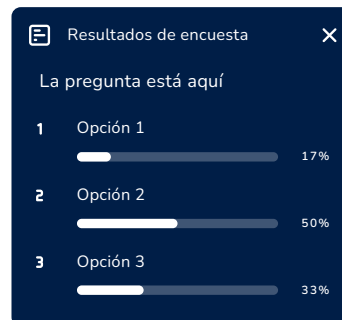 Resultados de encuesta
La pregunta está aquí
1 Opción 1
17%
2 Opción 2
50%
3 Opción 3
33%